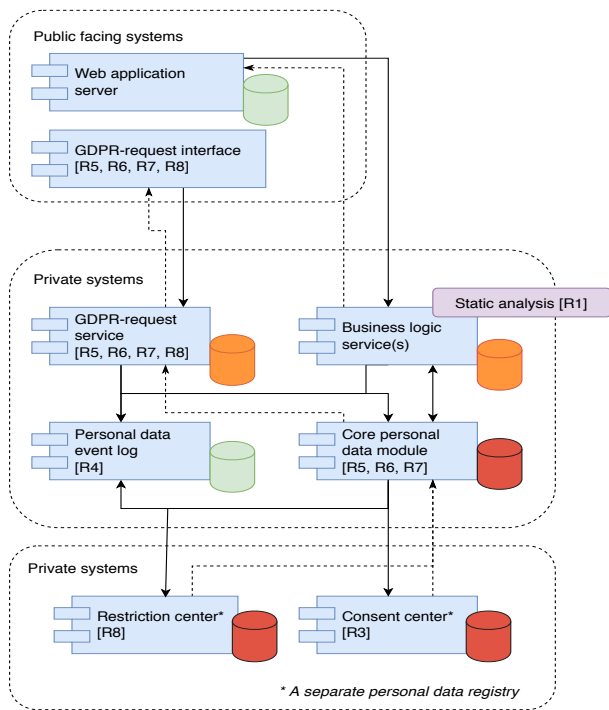 Public facing systems
Web application
server
GDPR-request interface
[R5, R6, R7, R8]
Private systems
Static analysis [R1]
GDPR-request
service
[R5, R6, R7, R8]
Business logic
service(s)
Personal data
event log
[R4]
Core personal
data module
[R5, R6, R7]
Private systems
Restriction center*
[R8]
Consent center*
[R3]
* A separate personal data registry